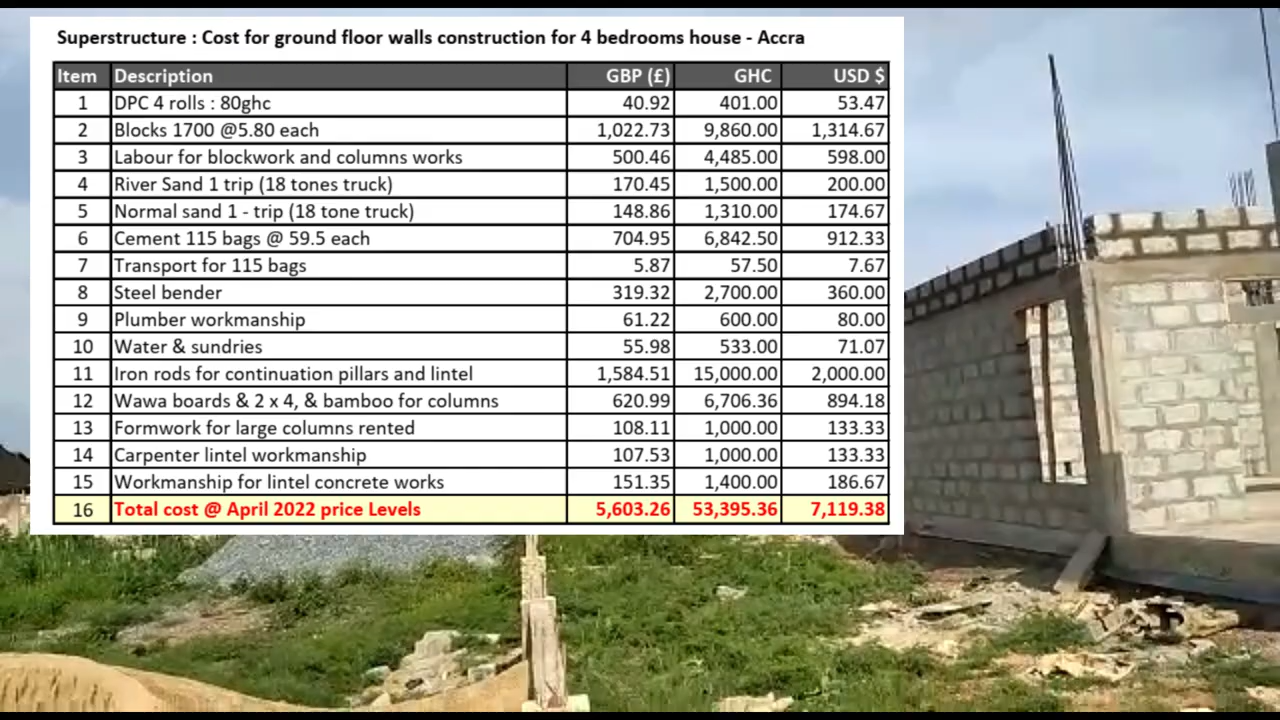 Superstructure : Cost for ground floor walls construction for 4 bedrooms house - Accra
Item Description GBP (£) GHC USD $
1 DPC 4 rolls : 80ghc 40.92 401.00 53.47
2 Blocks 1700 @5.80 each 1,022.73 9,860.00 1,314.67
3 Labour for blockwork and columns works 500.46 4,485.00 598.00
4 River Sand 1 trip (18 tones truck) 170.45 1,500.00 200.00
5 Normal sand 1 - trip (18 tone truck) 148.86 1,310.00 174.67
6 Cement 115 bags @ 59.5 each 704.95 6,842.50 912.33
7 Transport for 115 bags 5.87 57.50 7.67
8 Steel bender 319.32 2,700.00 360.00
9 Plumber workmanship 61.22 600.00 80.00
10 Water & sundries 55.98 533.00 71.07
11 Iron rods for continuation pillars and lintel 1,584.51 15,000.00 2,000.00
12 Wawa boards & 2 x 4, & bamboo for columns 620.99 6,706.36 894.18
13 Formwork for large columns rented 108.11 1,000.00 133.33
14 Carpenter lintel workmanship 107.53 1,000.00 133.33
15 Workmanship for lintel concrete works 151.35 1,400.00 186.67
16 Total cost @ April 2022 price Levels 5,603.26 53,395.36 7,119.38